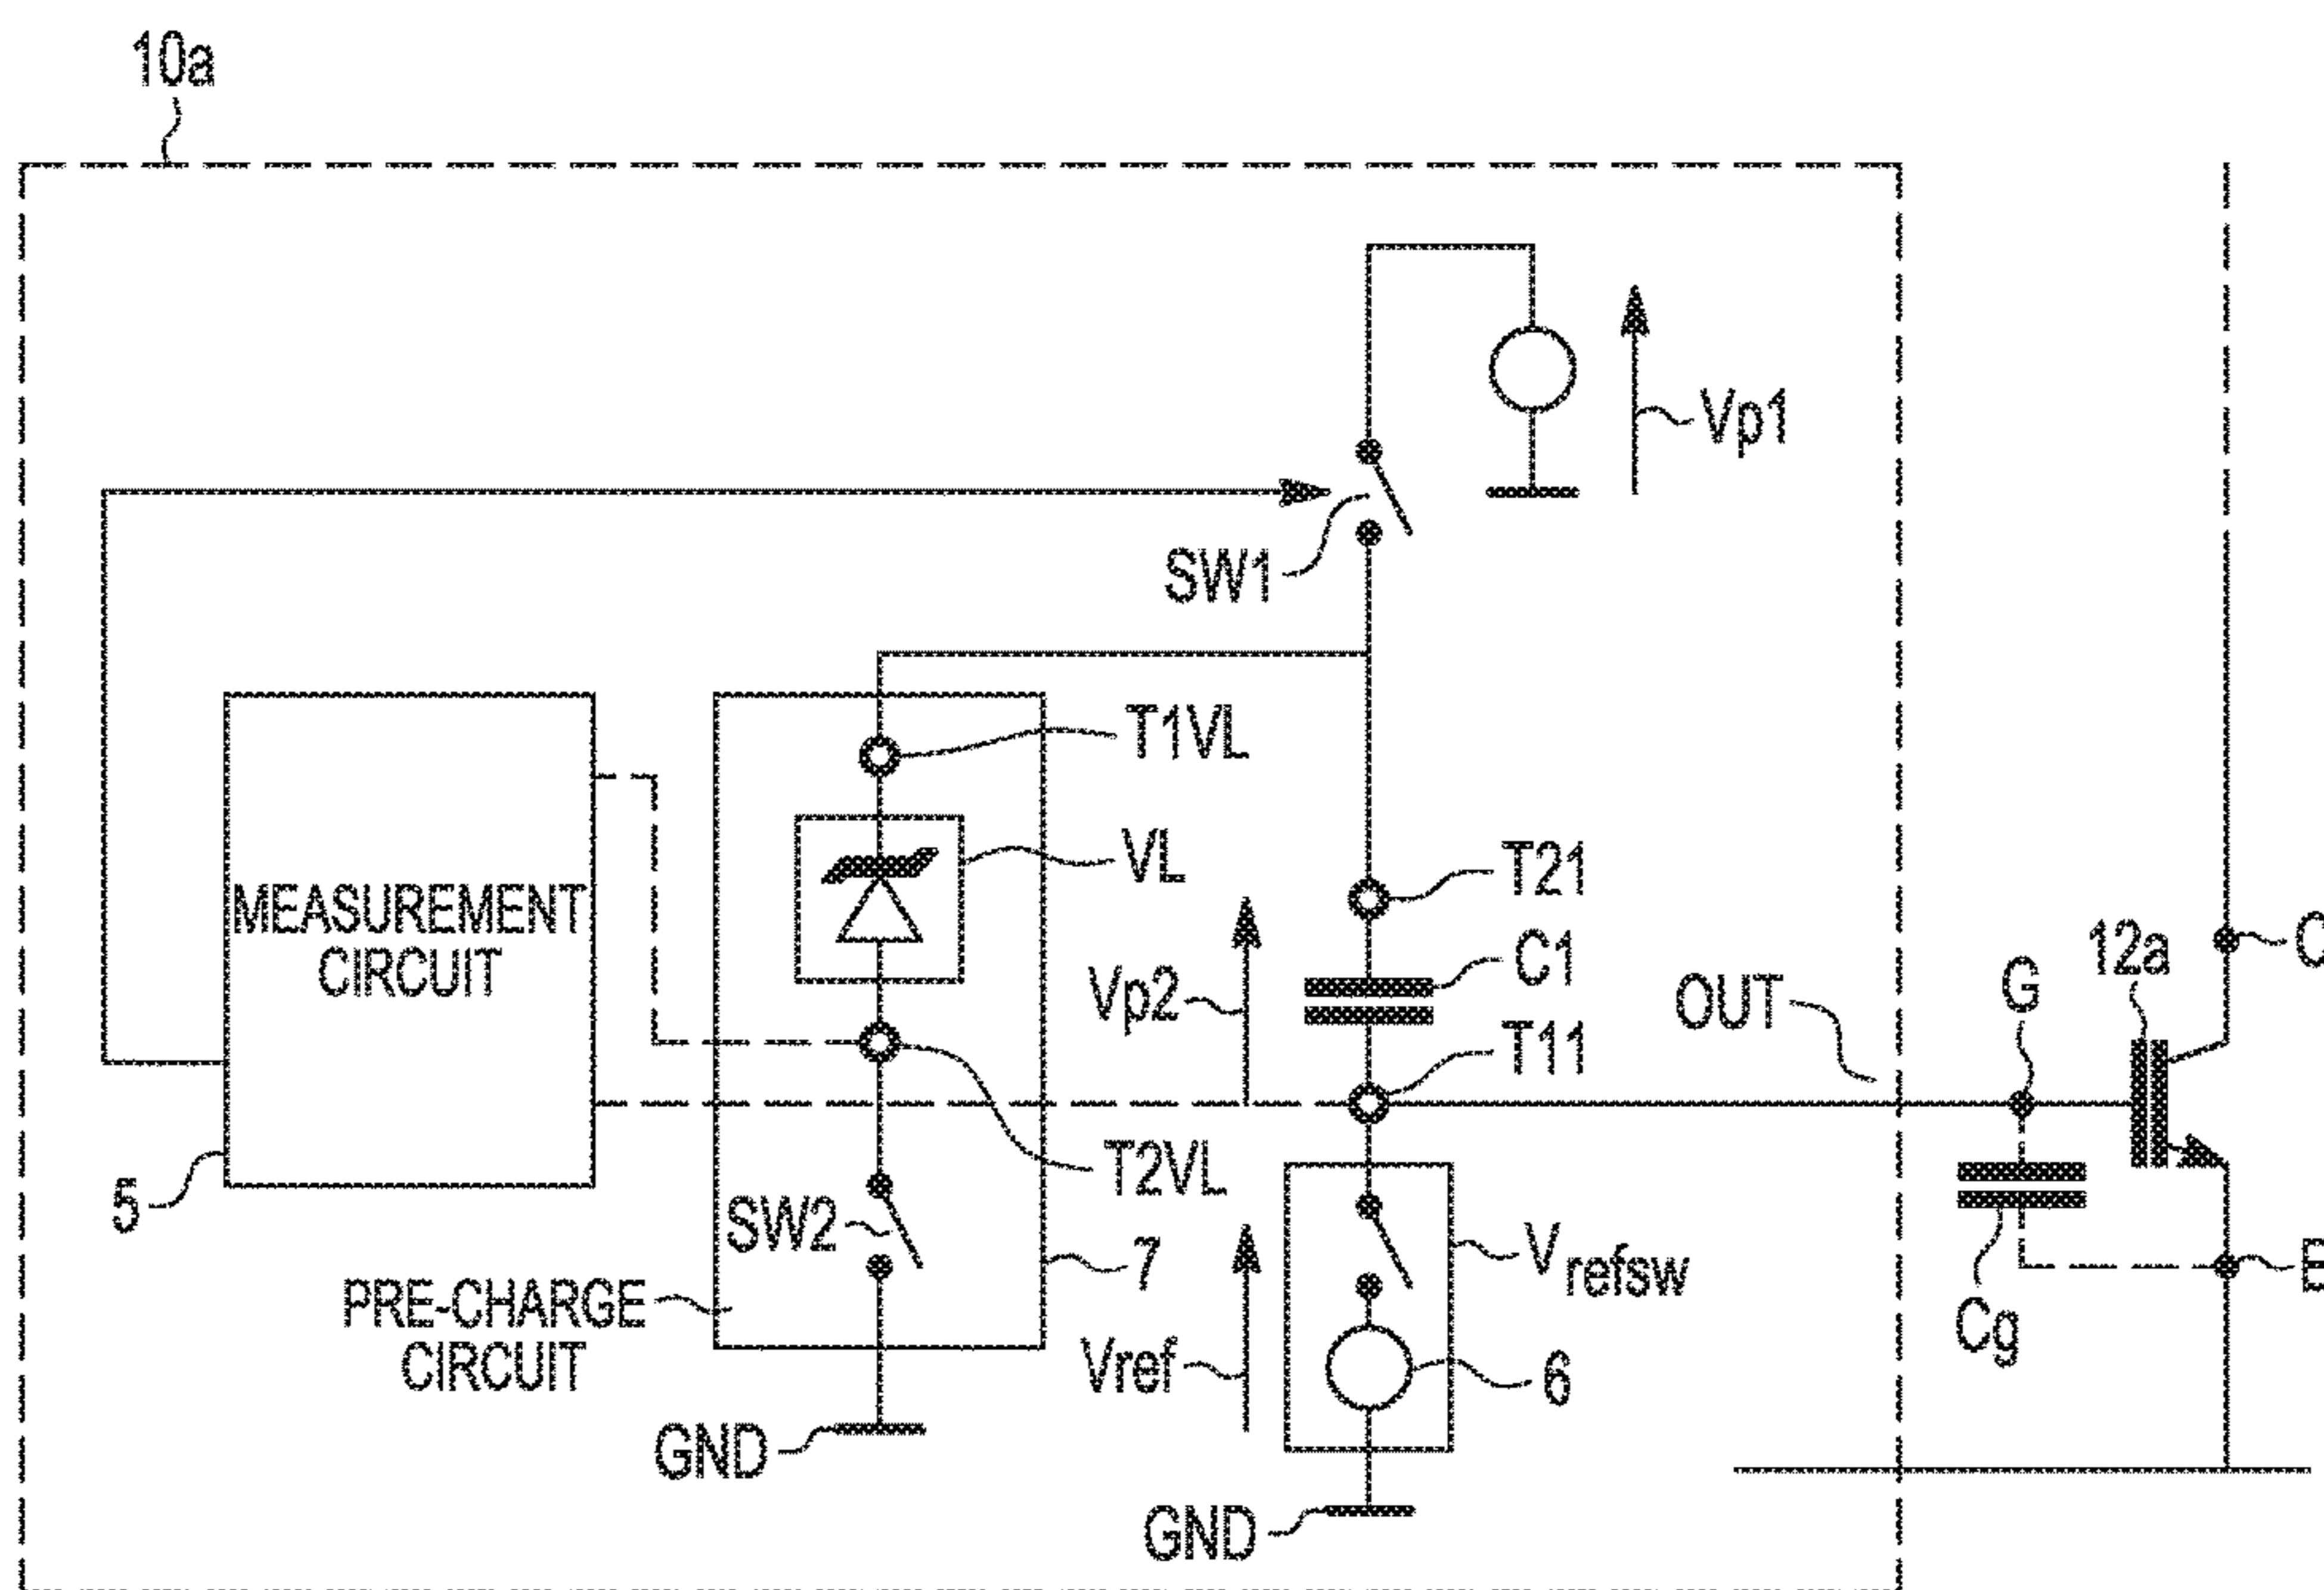 10a
Vp1
SW1
T1VL
MEASUREMENT
CIRCUIT
VL
T21
C1
Vp2
T11
OUT
G
12a
C
5
T2VL
SW2
7
PRE-CHARGE
CIRCUIT
Vref
Vrefsw
6
Cg
E
GND
GND